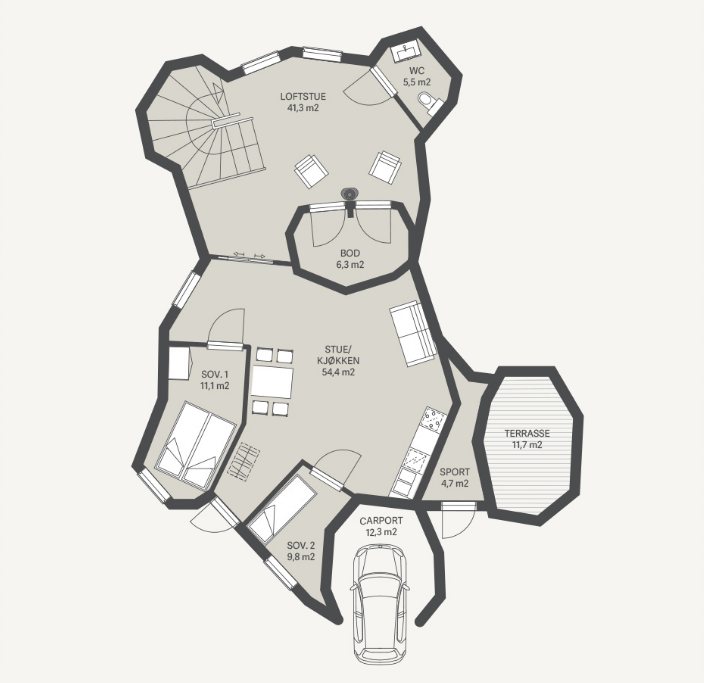 WC
5,5 m2
LOFTSTUE
41,3 m2
BOD
6,3 m2
STUE/
KJØKKEN
54,4 m2
SOV. 1
11,1 m2
TERRASSE
11,7 m2
SPORT
4,7 m2
CARPORT
12,3 m2
SOV. 2
9,8 m2